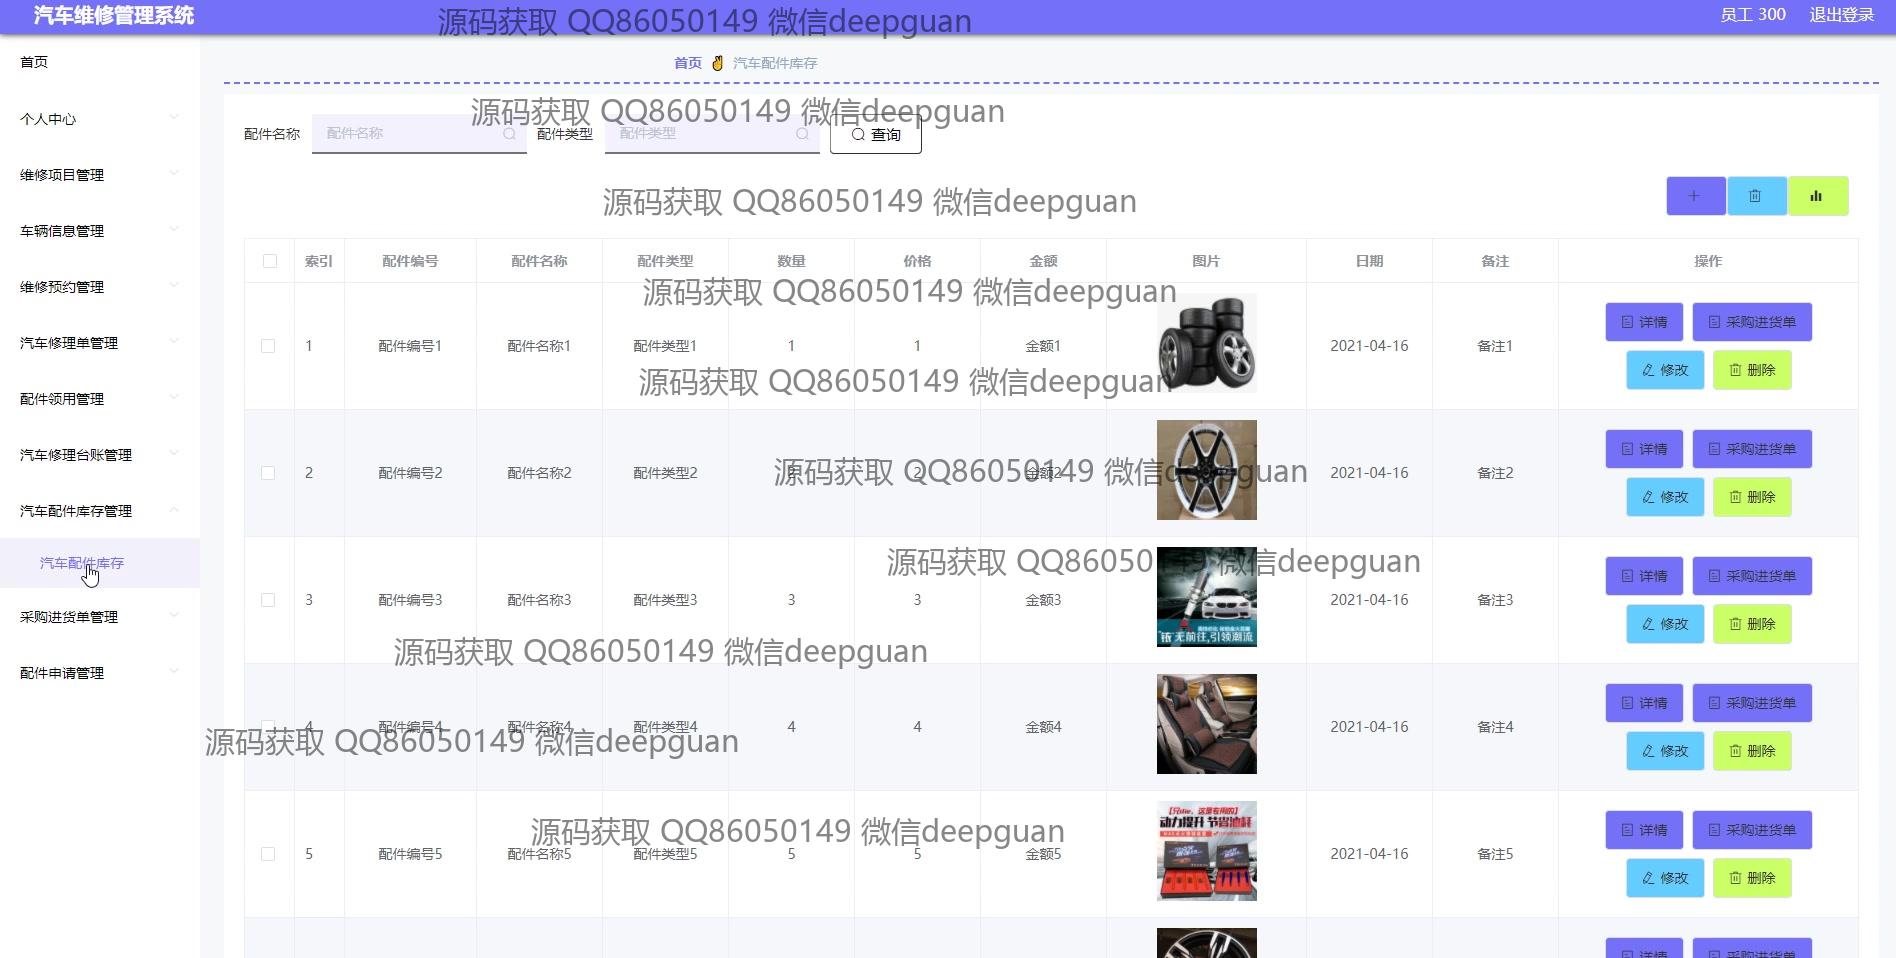 汽车维修管理系统
员工 300 退出登录
源码获取 QQ86050149 微信deepguan
首页
首页 汽车配件库存
个人中心
源码获取 QQ86050149 微信deepguan
配件名称 配件名称 配件类型 配件类型 查询
维修项目管理
源码获取 QQ86050149 微信deepguan
车辆信息管理
索引 配件编号 配件名称 配件类型 数量 价格 金额 图片 日期 备注 操作
维修预约管理
源码获取 QQ86050149 微信deepguan
详情 采购进货单
汽车修理单管理
1 配件编号1 配件名称1 配件类型1 1 1 金额1 2021-04-16 备注1
修改 删除
源码获取 QQ86050149 微信deepguan
配件领用管理
详情 采购进货单
汽车修理台账管理
2 配件编号2 配件名称2 配件类型2 2 金额2 2021-04-16 备注2
源码获取 QQ86050149 微信deepguan
修改 删除
汽车配件库存管理
汽车配件库存
源码获取 QQ86050149 微信deepguan
详情 采购进货单
3 配件编号3 配件名称3 配件类型3 3 3 金额3 2021-04-16 备注3
修改 删除
无前往,引领潮流
采购进货单管理
源码获取 QQ86050149 微信deepguan
配件申请管理
详情 采购进货单
4 配件编号4 配件名称4 配件类型4 4 4 金额4 2021-04-16 备注4
源码获取 QQ86050149 微信deepguan
修改 删除
动力提升 节省油耗
源码获取 QQ86050149 微信deepguan
详情 采购进货单
5 配件编号5 配件名称5 配件类型5 5 5 金额5 2021-04-16 备注5
修改 删除
详情 采购进货单